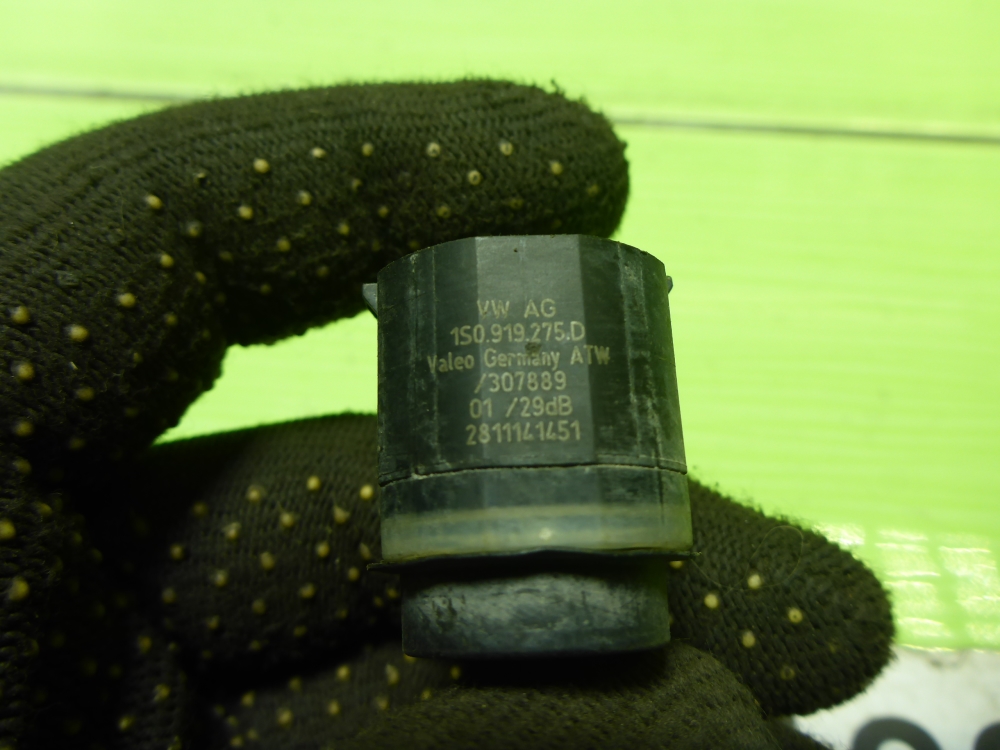 VW AG
1S0.919.275.D
Valeo Germany ATW
/307889
01 /29dB
2811141451